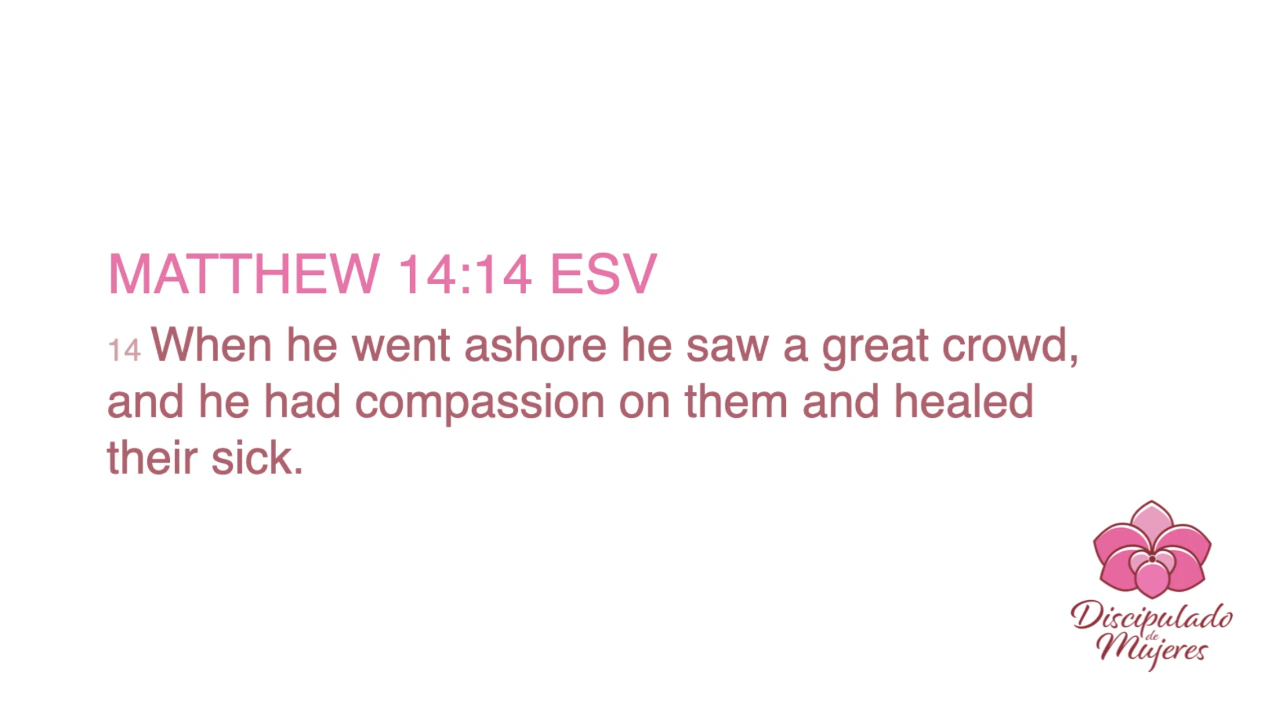 MATTHEW 14:14 ESV
14 When he went ashore he saw a great crowd,
and he had compassion on them and healed
their sick.
Discipulado
de
Mujeres